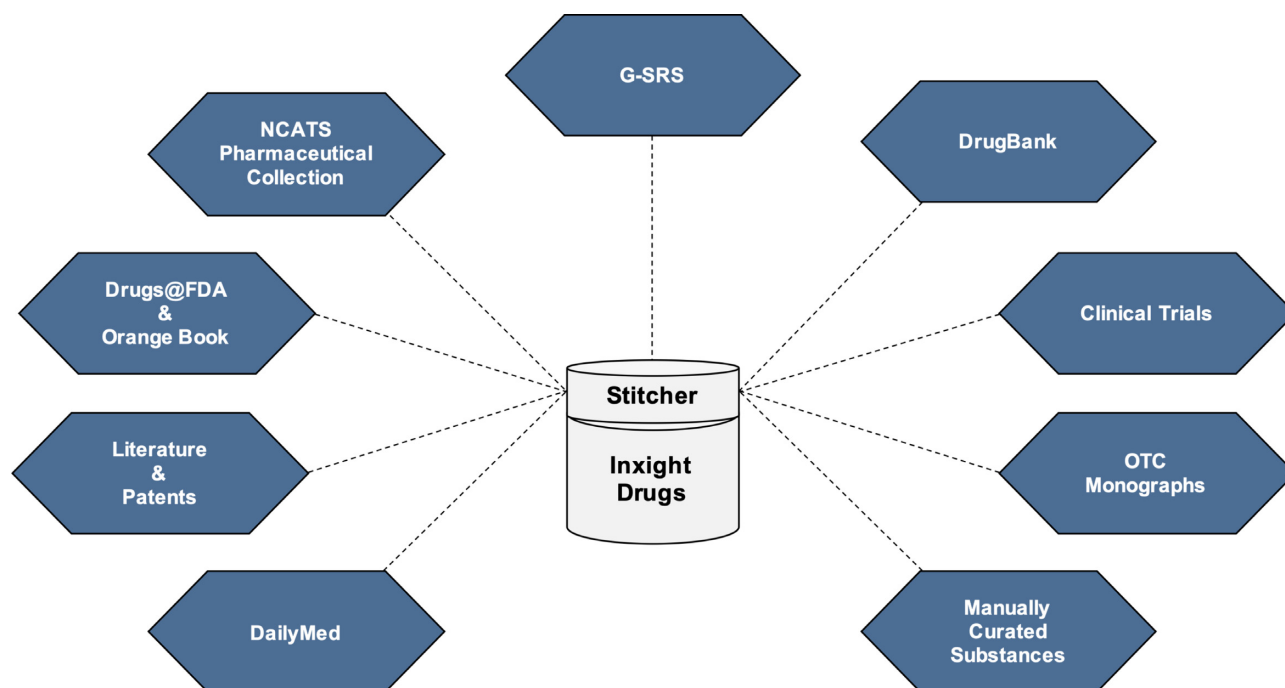 G-SRS
NCATS
Pharmaceutical
Collection
DrugBank
Drugs@FDA
&
Orange Book
Clinical Trials
Stitcher
Inxight
Drugs
Literature
&
Patents
OTC
Monographs
DailyMed
Manually
Curated
Substances